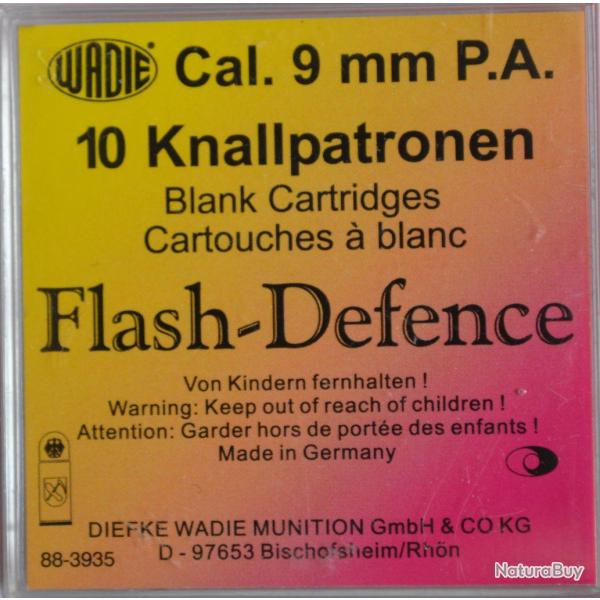 WADIE Cal. 9 mm P.A.
10 Knallpatronen
Blank Cartridges
Cartouches à blanc
Flash-Defence
Von Kindern fernhalten !
Warning: Keep out of reach of children !
Attention: Garder hors de portée des enfants !
Made in Germany
DIEFKE WADIE MUNITION GmbH & CO KG
88-3935 D - 97653 Bischofsheim/Rhön
NaturaBuy